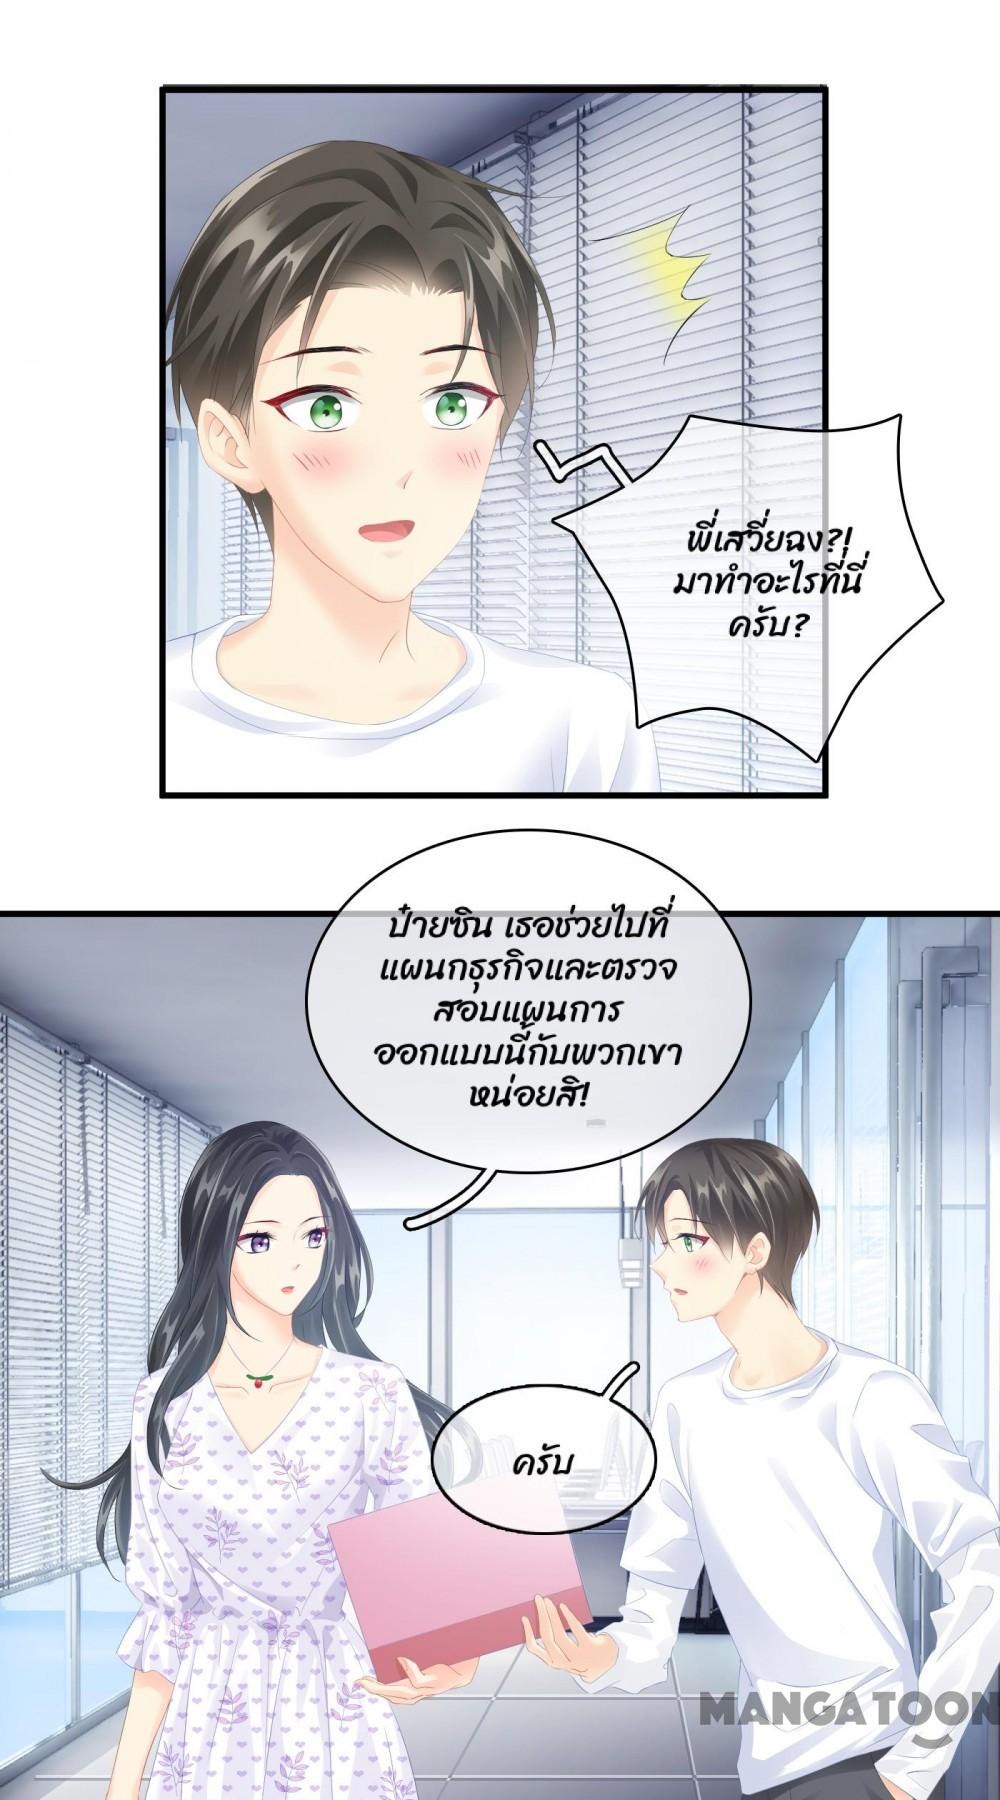 พี่เสวี่ยฉง?!
มาทำอะไรที่นี่
ครับ?
ป๋ายซิน เธอช่วยไปที่
แผนกธุรกิจและตรวจ
สอบแผนการ
ออกแบบนี้กับพวกเขา
หน่อยสิ!
ครับ
MANGATOON